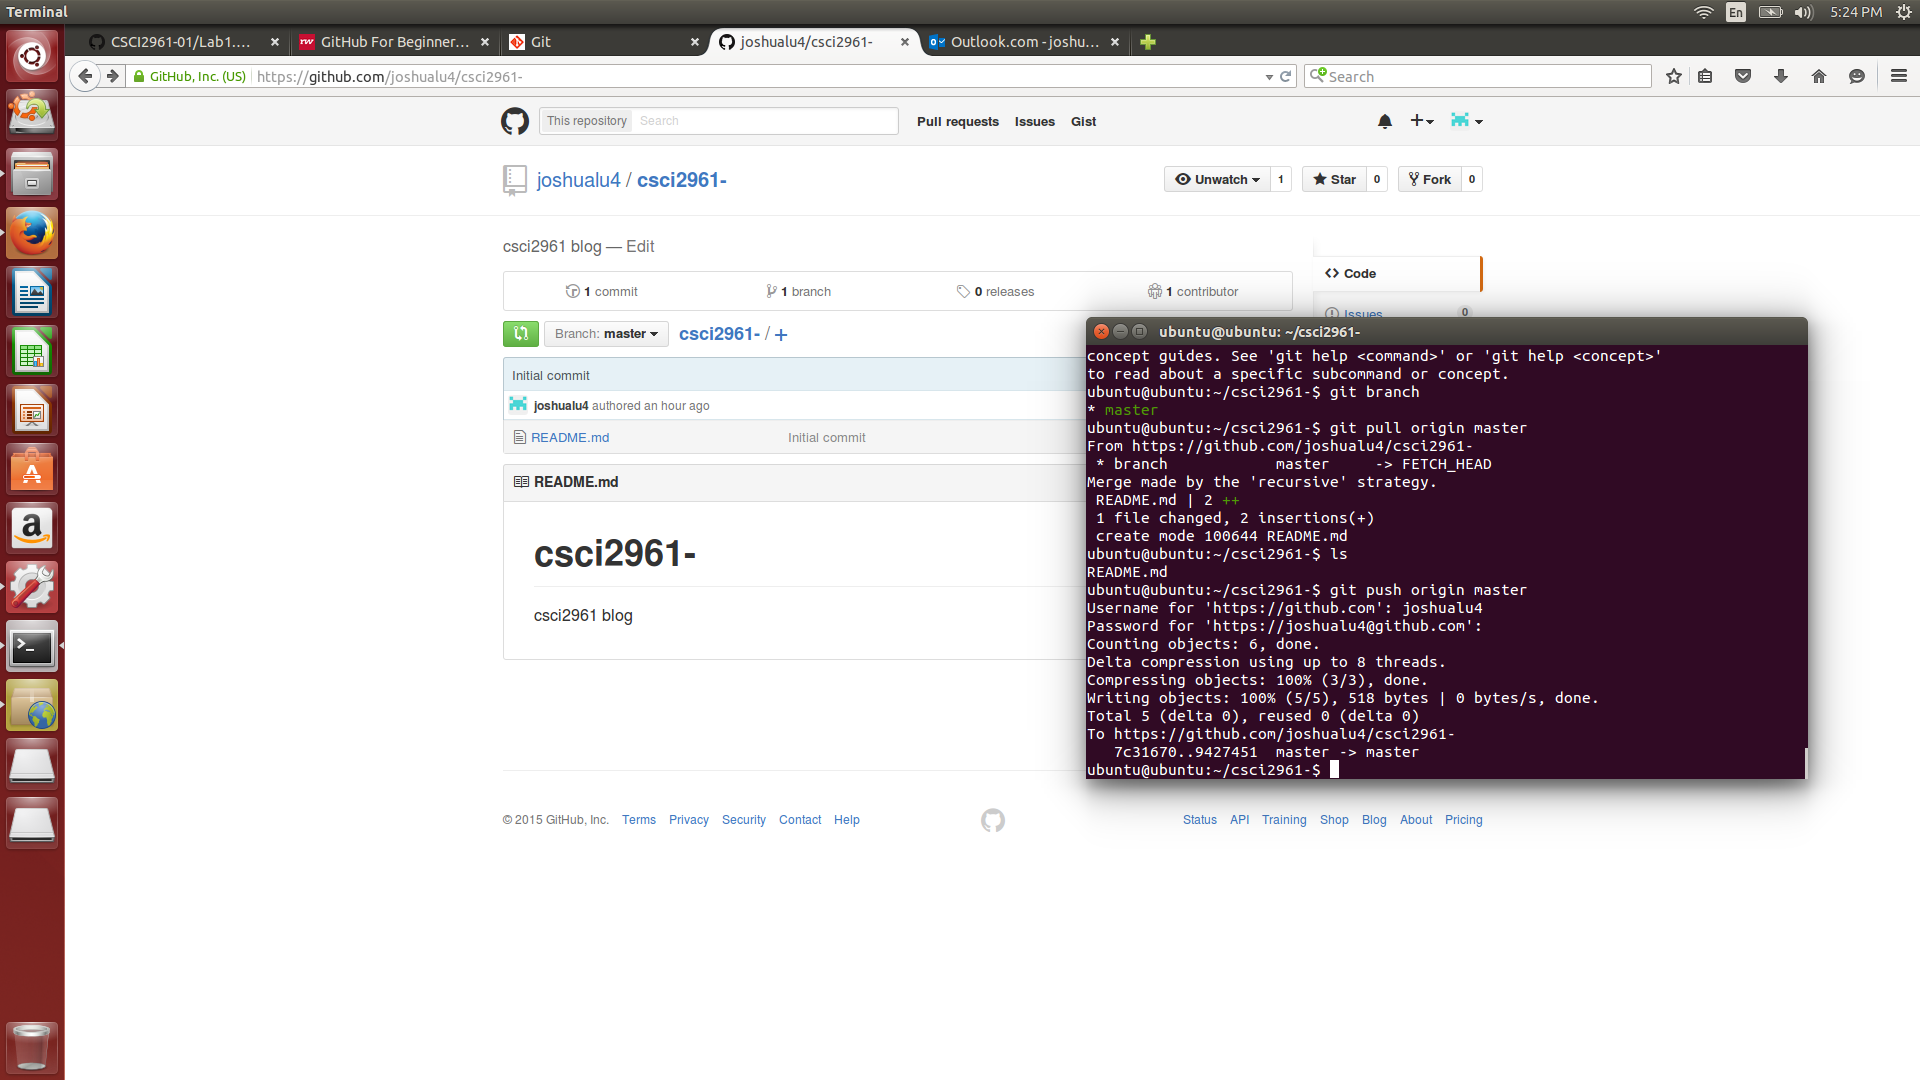 Terminal
En
5:24 PM
CSCI2961-01/Lab1....
rw GitHub For Beginner...
Git
joshualu4/csci2961-
Outlook.com - joshu...
GitHub, Inc. (US) https://github.com/joshualu4/csci2961-
Search
This repository Search
Pull requests Issues Gist
joshualu4 / csci2961-
Unwatch 1 Star 0 Fork 0
csci2961 blog — Edit
1 commit 1 branch 0 releases 1 contributor
Code
Issues 0
Branch: master csci2961- / +
Initial commit
joshualu4 authored an hour ago
README.md Initial commit
README.md
csci2961-
csci2961 blog
ubuntu@ubuntu: ~/csci2961-
concept guides. See 'git help <command>' or 'git help <concept>'
to read about a specific subcommand or concept.
ubuntu@ubuntu:~/csci2961-$ git branch
* master
ubuntu@ubuntu:~/csci2961-$ git pull origin master
From https://github.com/joshualu4/csci2961-
 * branch            master     -> FETCH_HEAD
Merge made by the 'recursive' strategy.
 README.md | 2 ++
 1 file changed, 2 insertions(+)
 create mode 100644 README.md
ubuntu@ubuntu:~/csci2961-$ ls
README.md
ubuntu@ubuntu:~/csci2961-$ git push origin master
Username for 'https://github.com': joshualu4
Password for 'https://joshualu4@github.com':
Counting objects: 6, done.
Delta compression using up to 8 threads.
Compressing objects: 100% (3/3), done.
Writing objects: 100% (5/5), 518 bytes | 0 bytes/s, done.
Total 5 (delta 0), reused 0 (delta 0)
To https://github.com/joshualu4/csci2961-
   7c31670..9427451  master -> master
ubuntu@ubuntu:~/csci2961-$
© 2015 GitHub, Inc. Terms Privacy Security Contact Help
Status API Training Shop Blog About Pricing